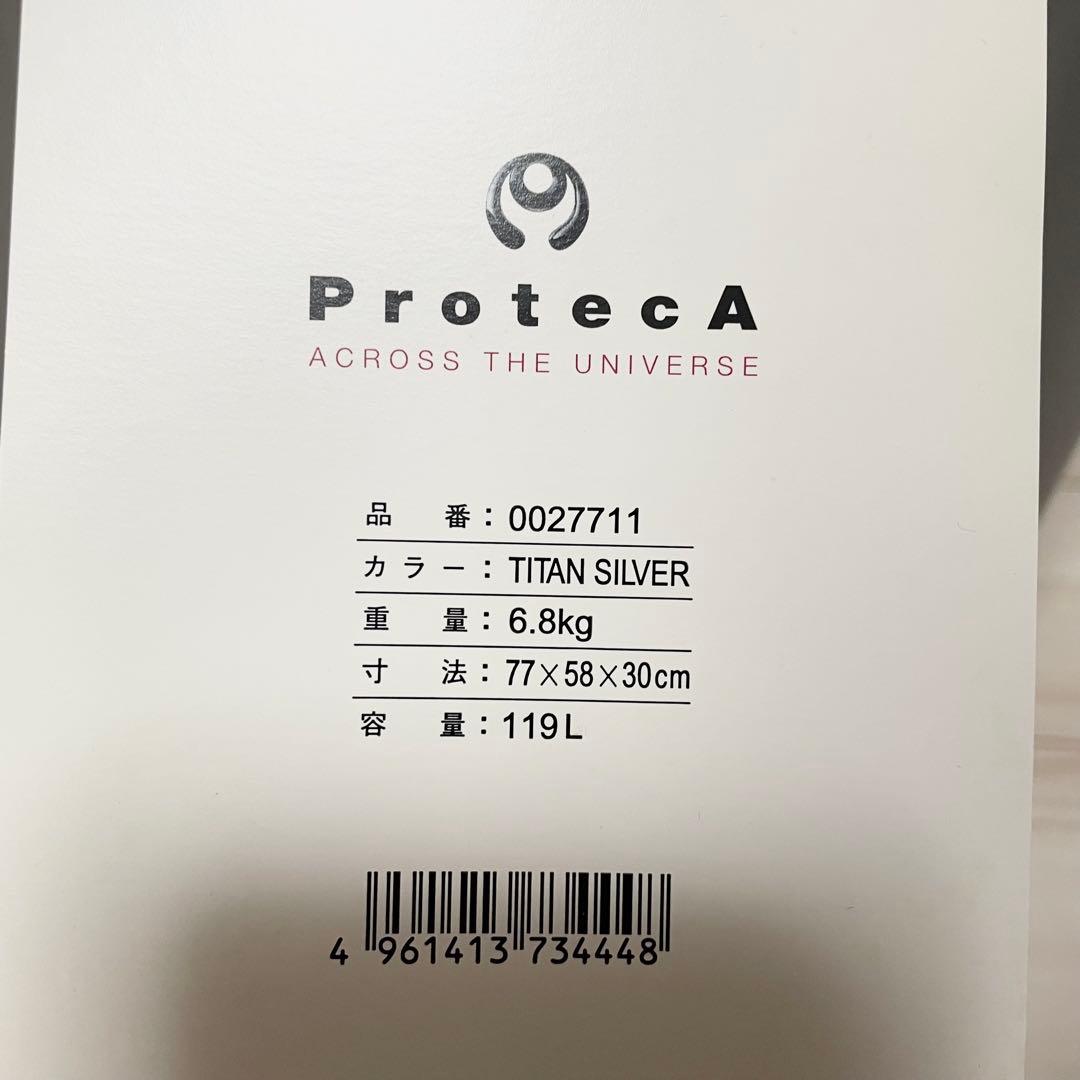 ProtecA
ACROSS THE UNIVERSE
品番：0027711
カラー：TITAN SILVER
重量：6.8kg
寸法：77×58×30cm
容量：119L
4 961413 734448